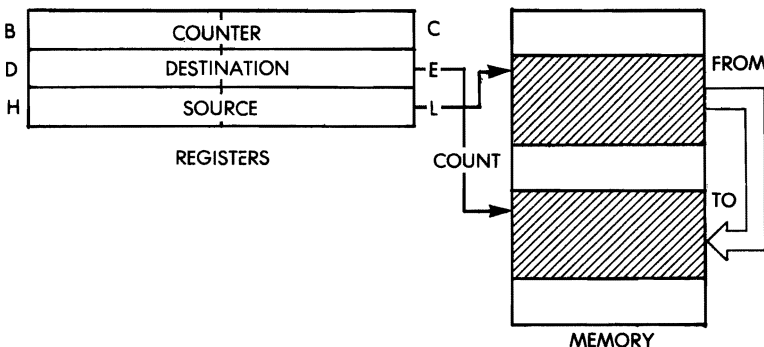 B COUNTER C
D DESTINATION E
H SOURCE L
REGISTERS
COUNT
FROM
TO
MEMORY